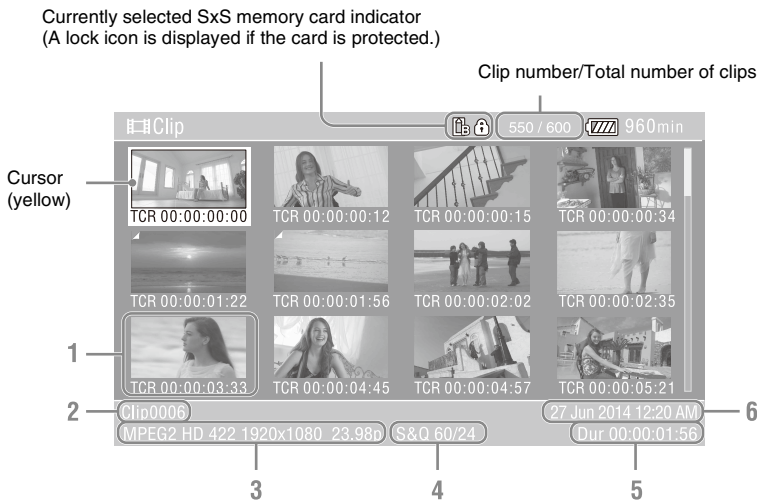 Currently selected SxS memory card indicator
(A lock icon is displayed if the card is protected.)
Clip number/Total number of clips
Clip
B
550 / 600
960min
Cursor
(yellow)
TCR 00:00:00:00
TCR 00:00:00:12
TCR 00:00:00:15
TCR 00:00:00:34
TCR 00:00:01:22
TCR 00:00:01:56
TCR 00:00:02:02
TCR 00:00:02:35
1
TCR 00:00:03:33
TCR 00:00:04:45
TCR 00:00:04:57
TCR 00:00:05:21
2
Clip0006
27 Jun 2014 12:20 AM
6
MPEG2 HD 422 1920x1080 23.98p
S&Q 60/24
Dur 00:00:01:56
3
4
5